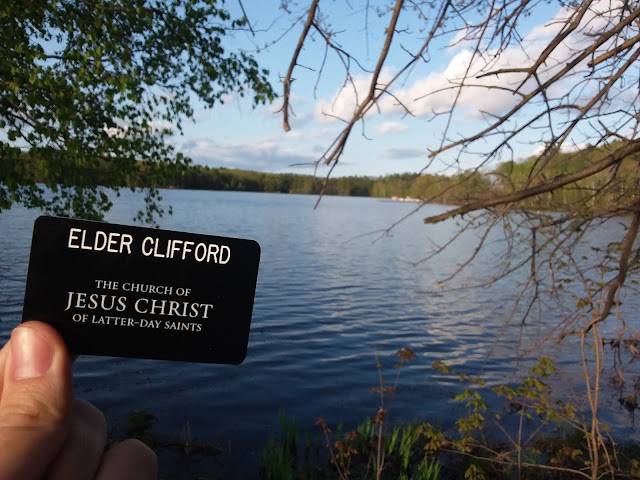 ELDER CLIFFORD
THE CHURCH OF
JESUS CHRIST
OF LATTER-DAY SAINTS